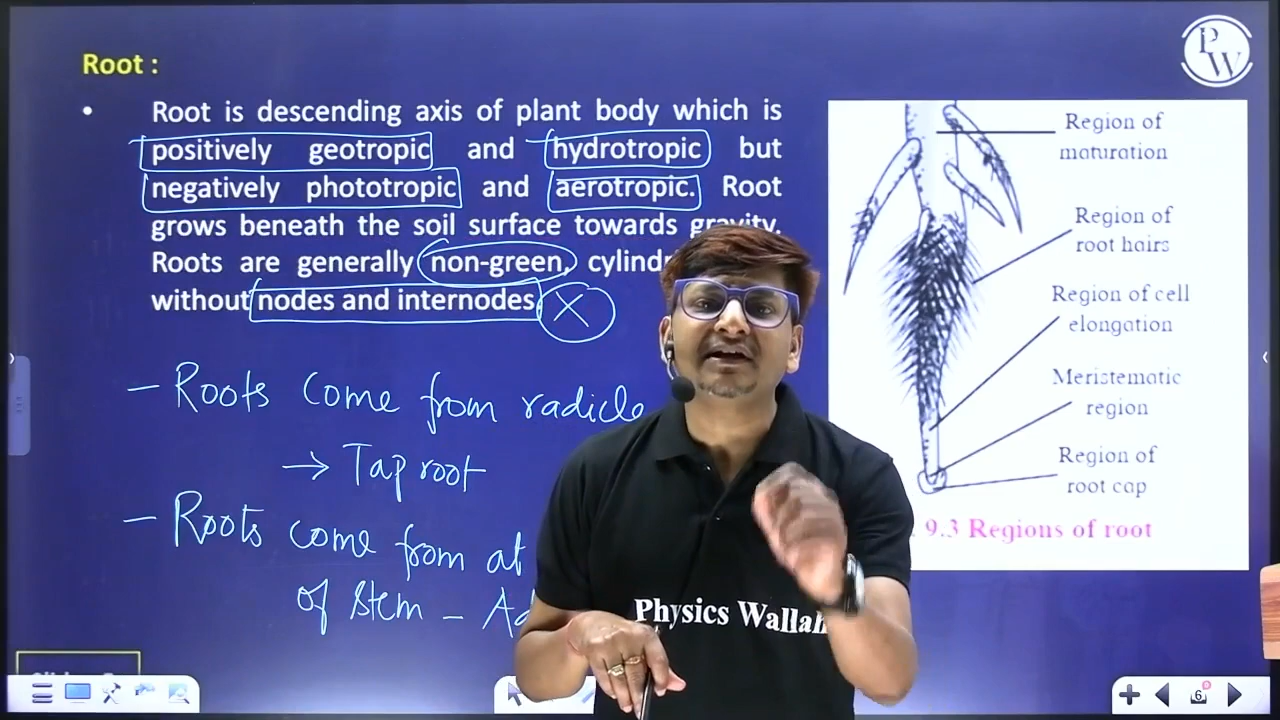 Root :
• Root is descending axis of plant body which is
positively geotropic and hydrotropic but
negatively phototropic and aerotropic. Root
grows beneath the soil surface towards gravity.
Roots are generally non-green,
without nodes and internodes
- Roots come from radicle
→ Tap root
- Roots come from at
of stem -
PW
Region of
maturation
Region of
root hairs
Region of cell
elongation
Meristematic
region
Region of
root cap
9.3 Regions of root
Physics Wallah
6